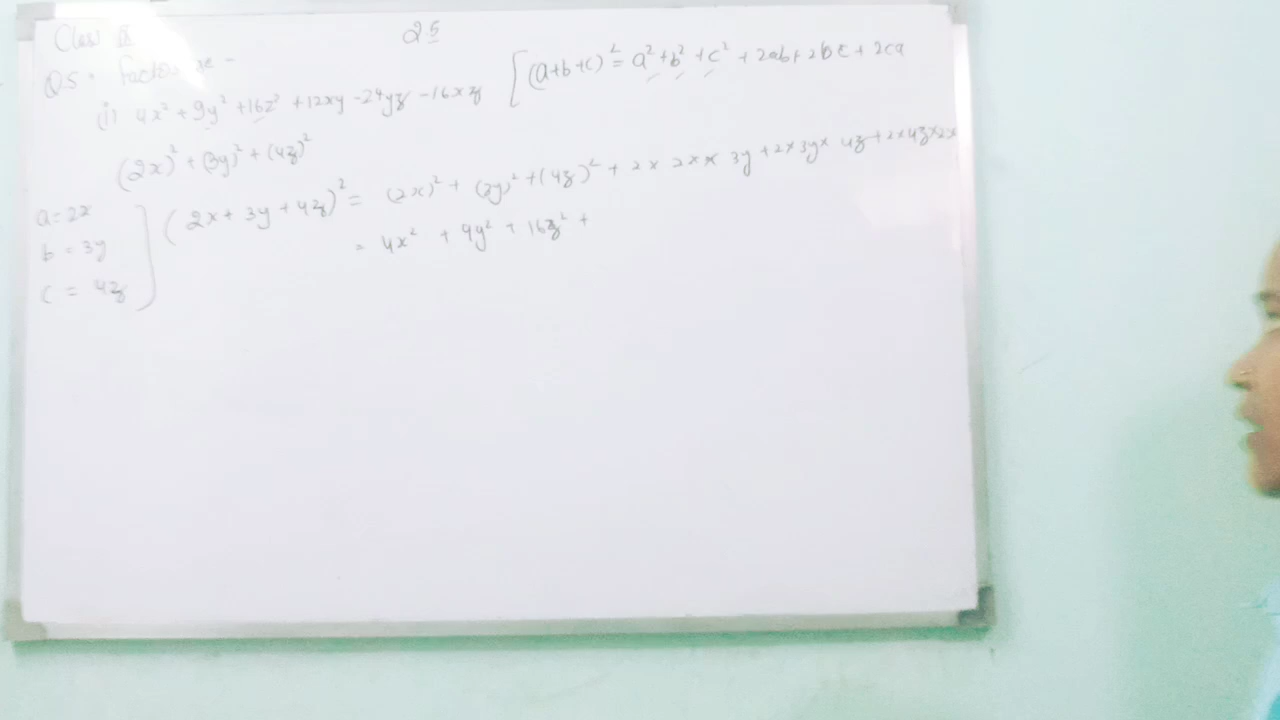 Class IX
25
Q5. Factorise -
(i) 4x² + 9y² + 16z² + 12xy - 24yz - 16xz [(a+b+c)² = a² + b² + c² + 2ab + 2bc + 2ca
(2x)² + (3y)² + (4z)²
a = 2x
b = 3y
c = 4z
(2x + 3y + 4z)² = (2x)² + (3y)² + (4z)² + 2 x 2x x 3y + 2 x 3y x 4z + 2 x 4z x 2x
= 4x² + 9y² + 16z² +